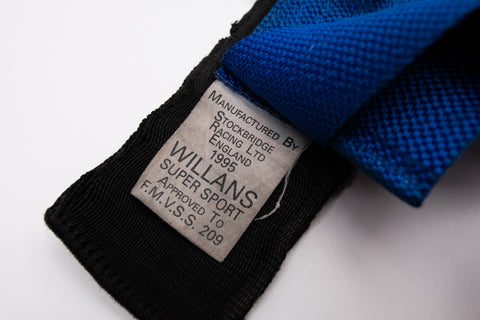 MANUFACTURED BY
STOCKBRIDGE
RACING LTD
ENGLAND
1995
WILLANS
SUPER SPORT
APPROVED TO
F.M.V.S.S. 209